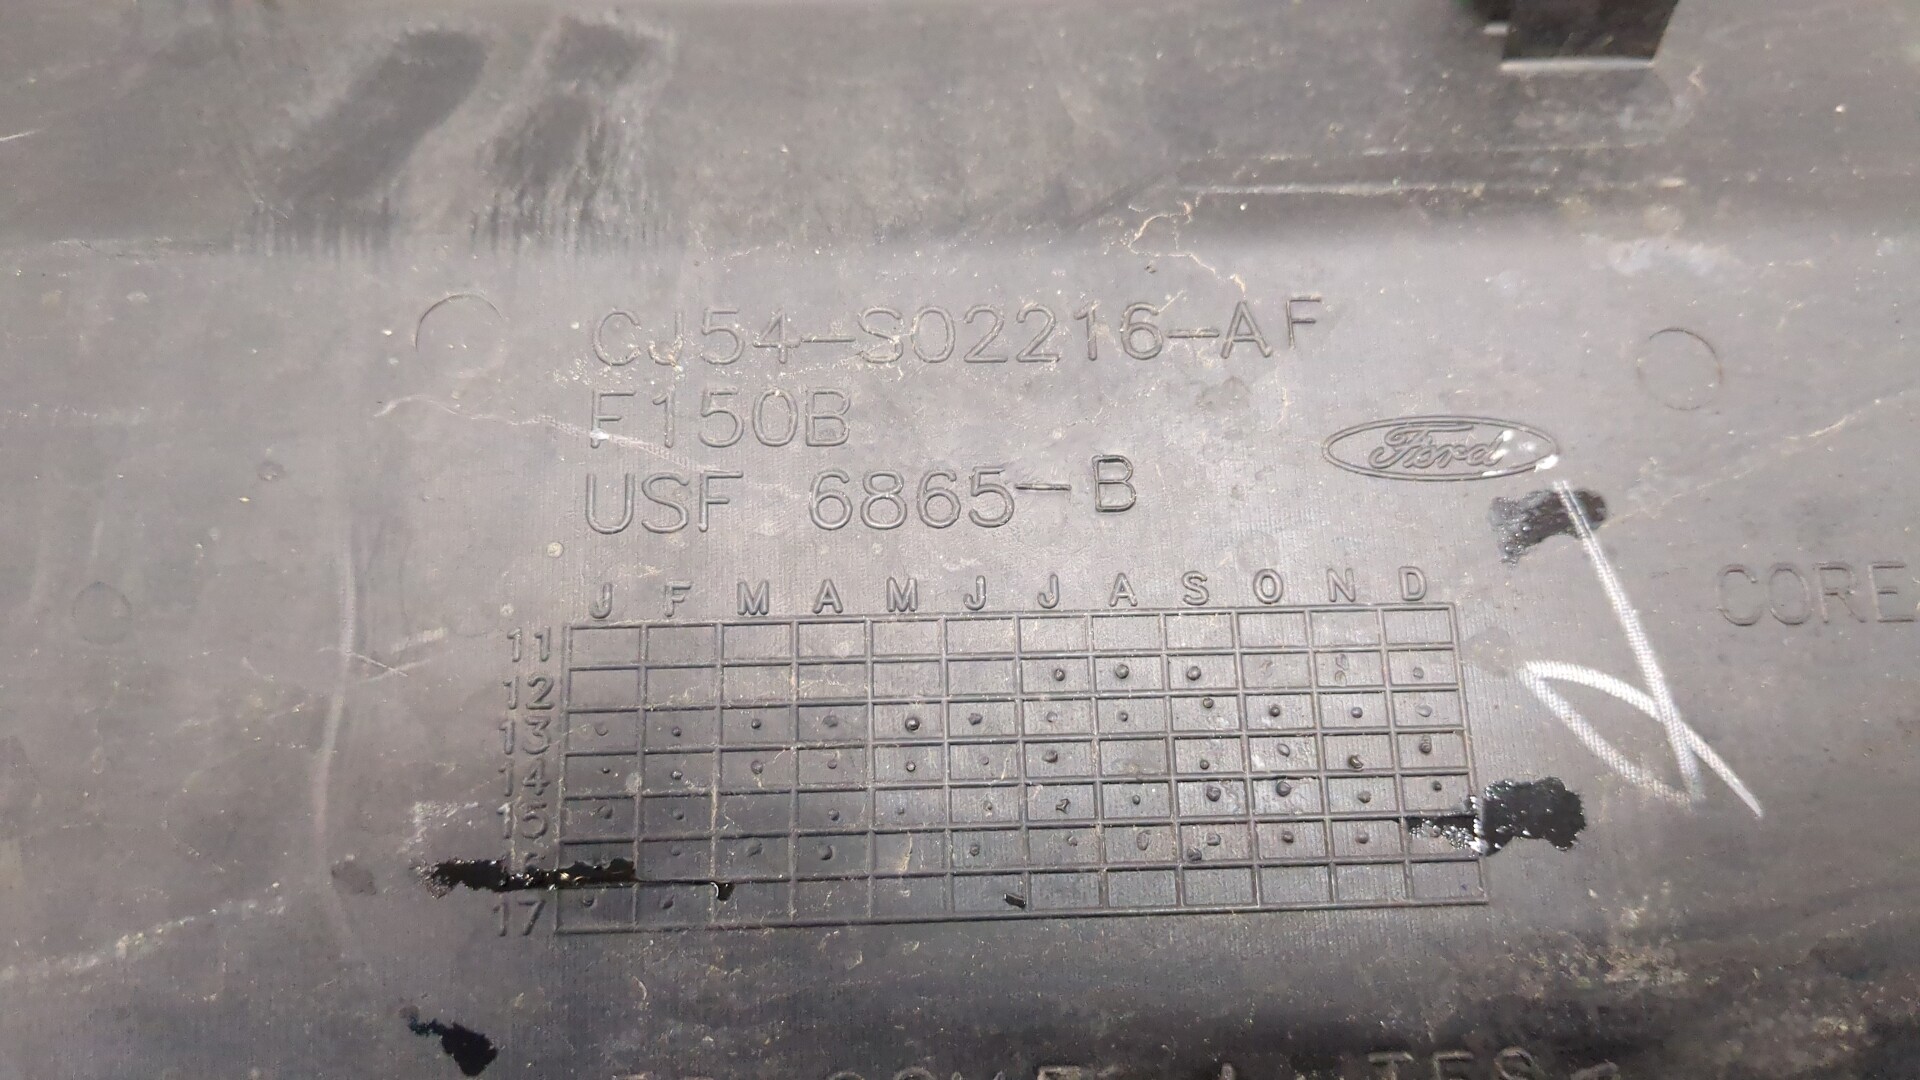 CJ54-S02216-AF
F150B
USF 6865-B
Ford
CORE
J F M A M J J A S O N D
11
12
13
14
15
17